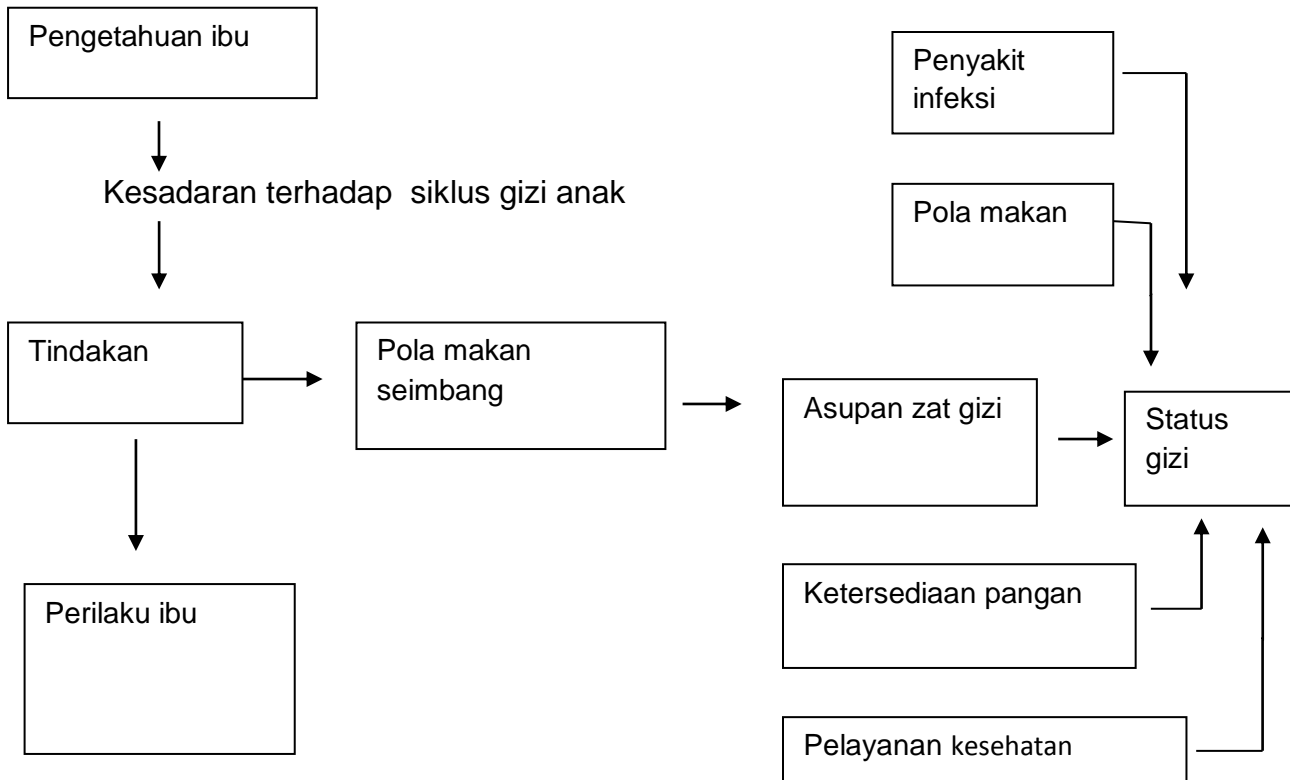 Pengetahuan ibu
Penyakit
infeksi
Kesadaran terhadap  siklus gizi anak
Pola makan
Tindakan
Pola makan
seimbang
Asupan zat gizi
Status
gizi
Perilaku ibu
Ketersediaan pangan
Pelayanan kesehatan